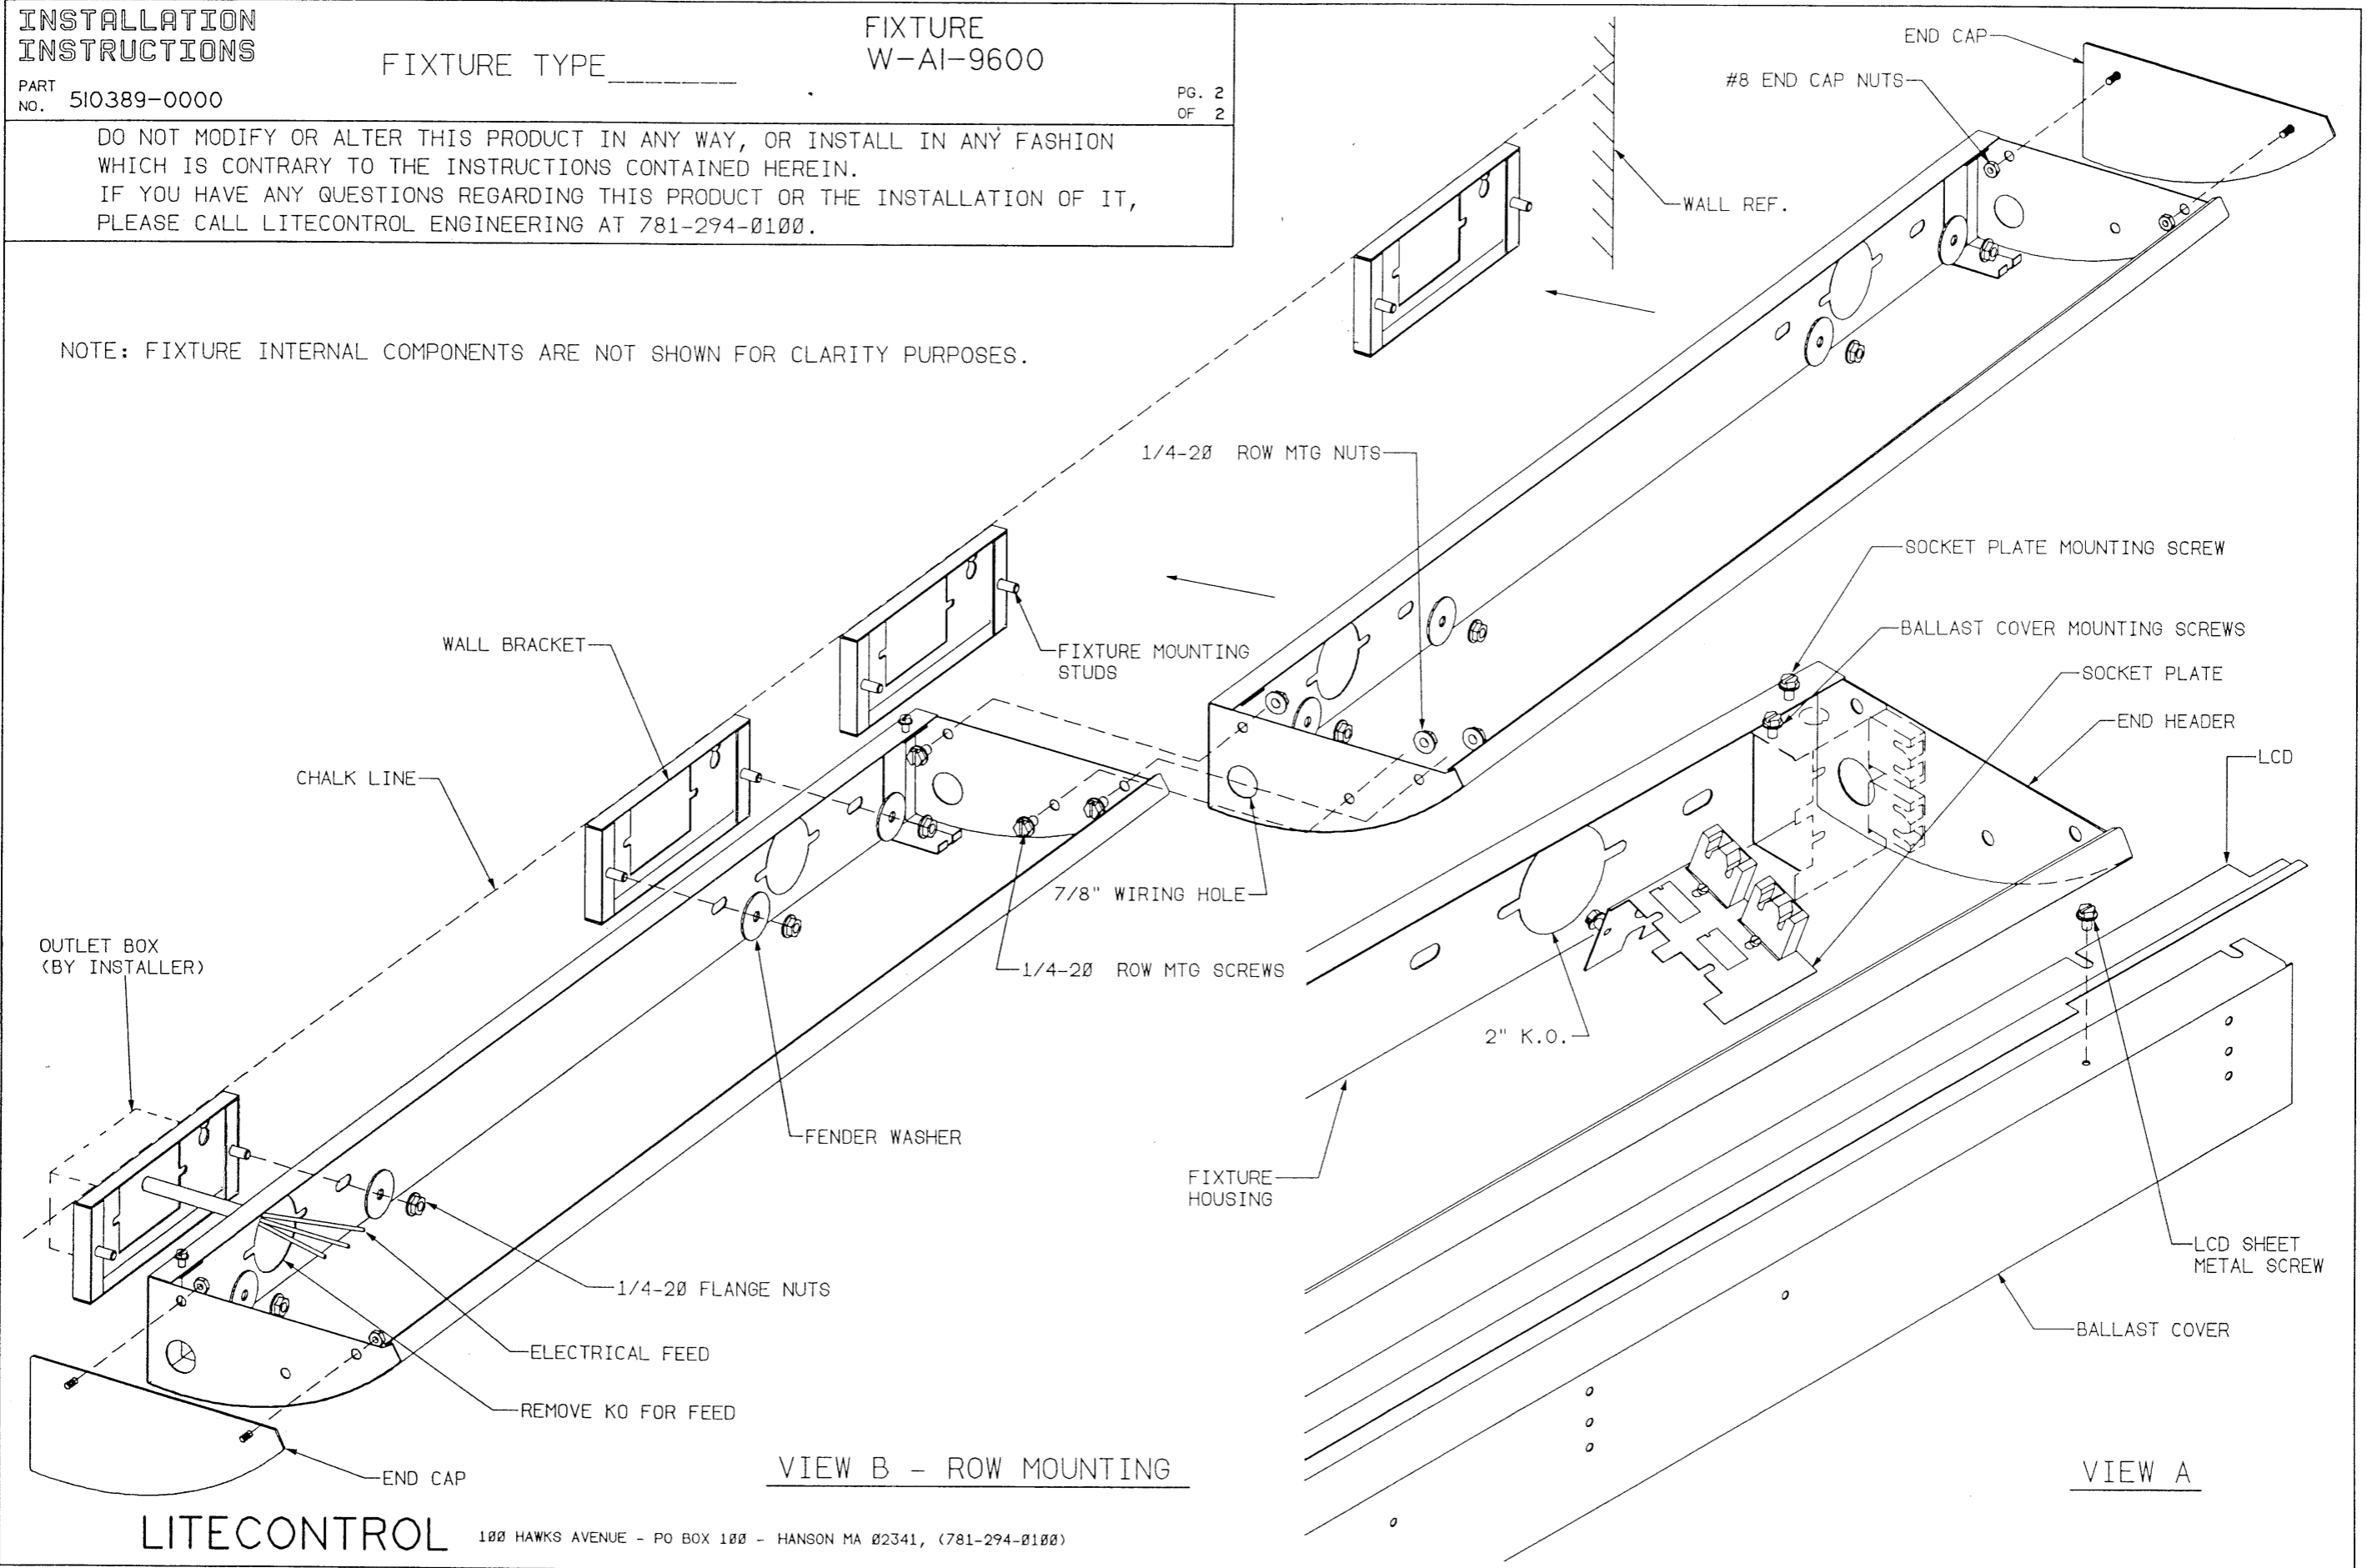 INSTALLATION
INSTRUCTIONS
FIXTURE TYPE_______
FIXTURE
W-AI-9600
PART
NO. 510389-0000
PG. 2
OF 2
DO NOT MODIFY OR ALTER THIS PRODUCT IN ANY WAY, OR INSTALL IN ANY FASHION
WHICH IS CONTRARY TO THE INSTRUCTIONS CONTAINED HEREIN.
IF YOU HAVE ANY QUESTIONS REGARDING THIS PRODUCT OR THE INSTALLATION OF IT,
PLEASE CALL LITECONTROL ENGINEERING AT 781-294-0100.
NOTE: FIXTURE INTERNAL COMPONENTS ARE NOT SHOWN FOR CLARITY PURPOSES.
END CAP
#8 END CAP NUTS
WALL REF.
1/4-20 ROW MTG NUTS
SOCKET PLATE MOUNTING SCREW
BALLAST COVER MOUNTING SCREWS
SOCKET PLATE
END HEADER
LCD
WALL BRACKET
FIXTURE MOUNTING
STUDS
CHALK LINE
7/8" WIRING HOLE
1/4-20 ROW MTG SCREWS
OUTLET BOX
(BY INSTALLER)
2" K.O.
FENDER WASHER
FIXTURE
HOUSING
1/4-20 FLANGE NUTS
LCD SHEET
METAL SCREW
BALLAST COVER
ELECTRICAL FEED
REMOVE KO FOR FEED
END CAP
VIEW B - ROW MOUNTING
VIEW A
LITECONTROL
100 HAWKS AVENUE - PO BOX 100 - HANSON MA 02341, (781-294-0100)